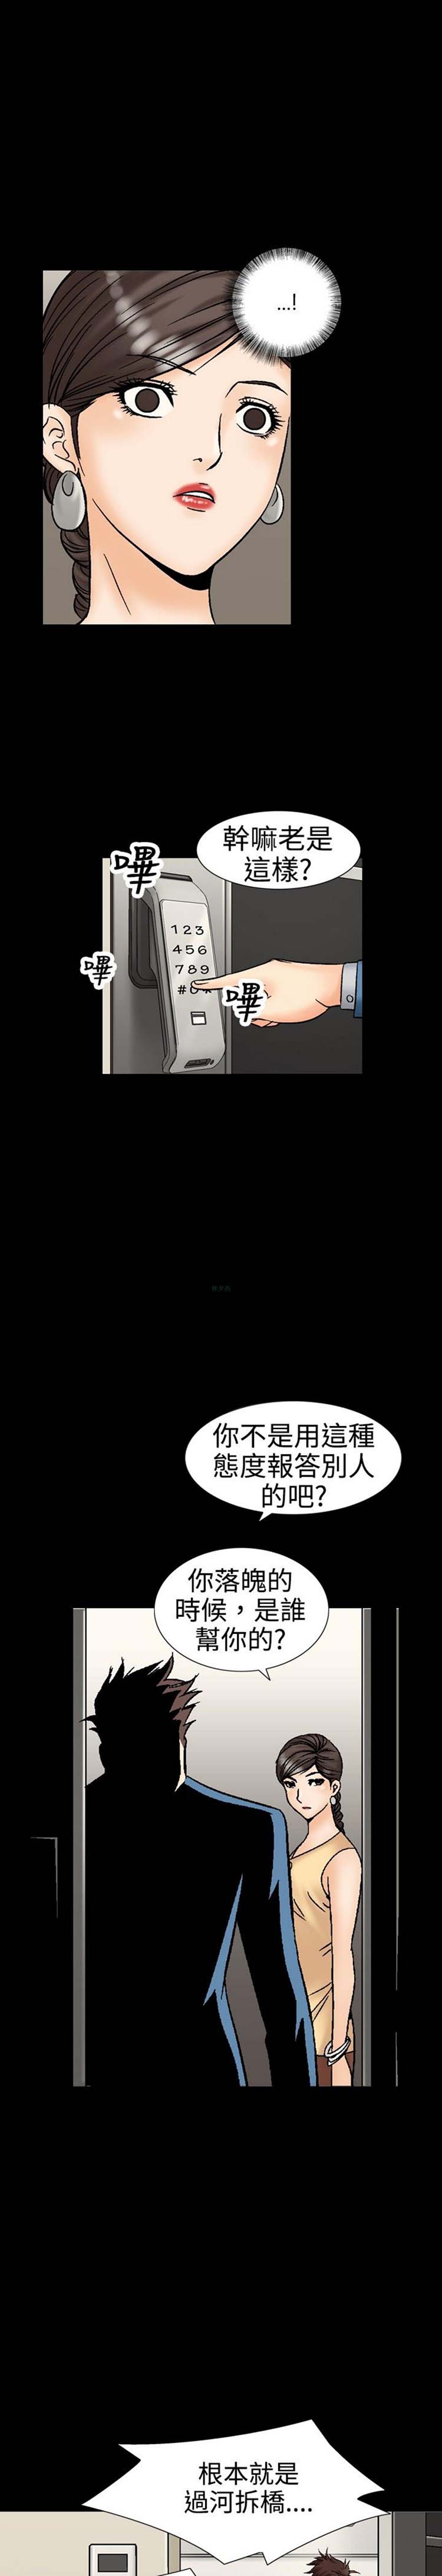 ...!
幹嘛老是
這樣?
嗶
嗶
嗶
123
456
789
你不是用這種
態度報答別人
的吧?
你落魄的
時候，是誰
幫你的?
根本就是
過河拆橋....